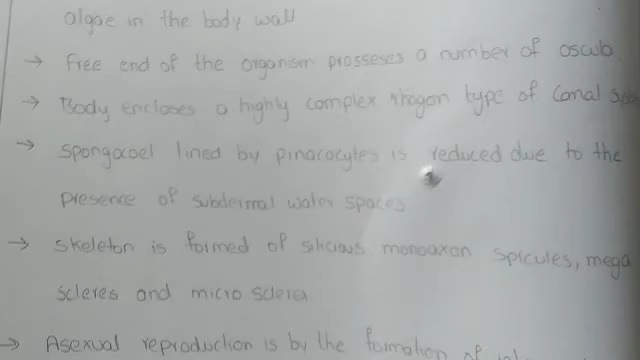 algae in the body wall
→ Free end of the organism prosseses a number of oscula
→ Body encloses a highly complex rhagon type of Canal
→ Spongocoel lined by pinacocytes is reduced due to the
presence of subdermal water spaces
→ Skeleton is formed of silicious monoaxon spicules, mega
scleres and micro sclera
→ Asexual reproduction is by the formation of